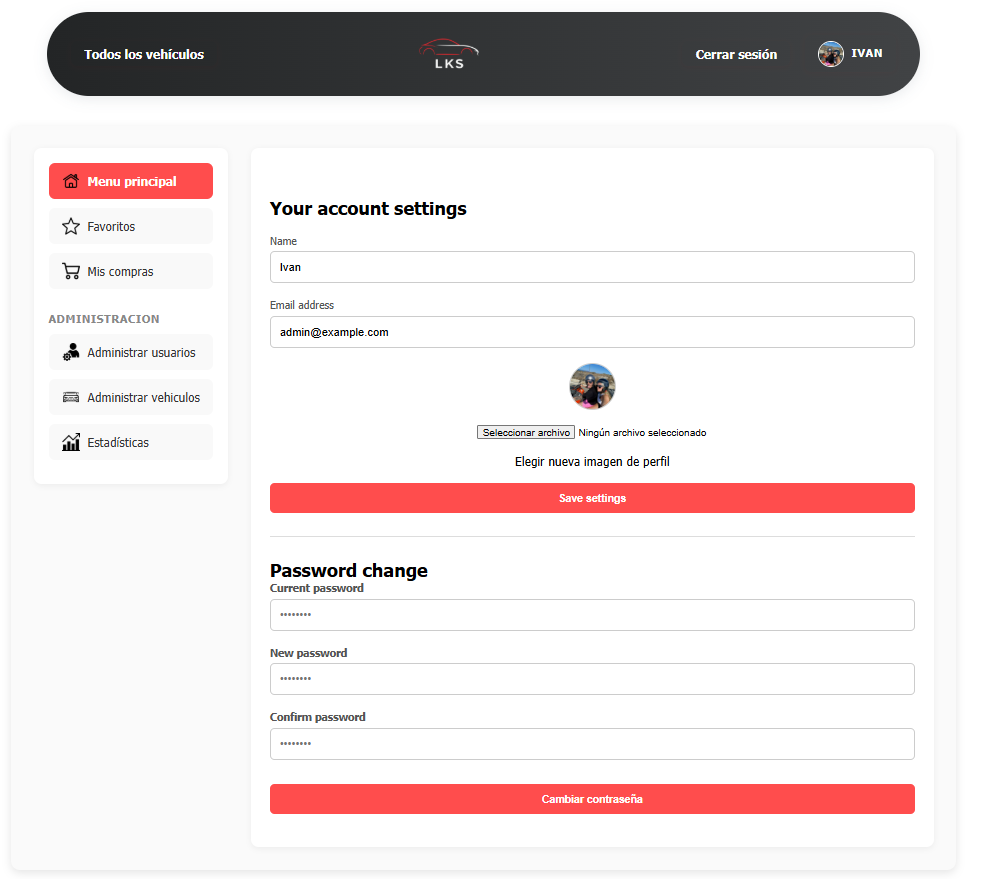 Todos los vehículos
LKS
Cerrar sesión
IVAN
Menu principal
Favoritos
Mis compras
ADMINISTRACION
Administrar usuarios
Administrar vehiculos
Estadísticas
Your account settings
Name
Ivan
Email address
admin@example.com
Seleccionar archivo Ningún archivo seleccionado
Elegir nueva imagen de perfil
Save settings
Password change
Current password
••••••••
New password
••••••••
Confirm password
••••••••
Cambiar contraseña